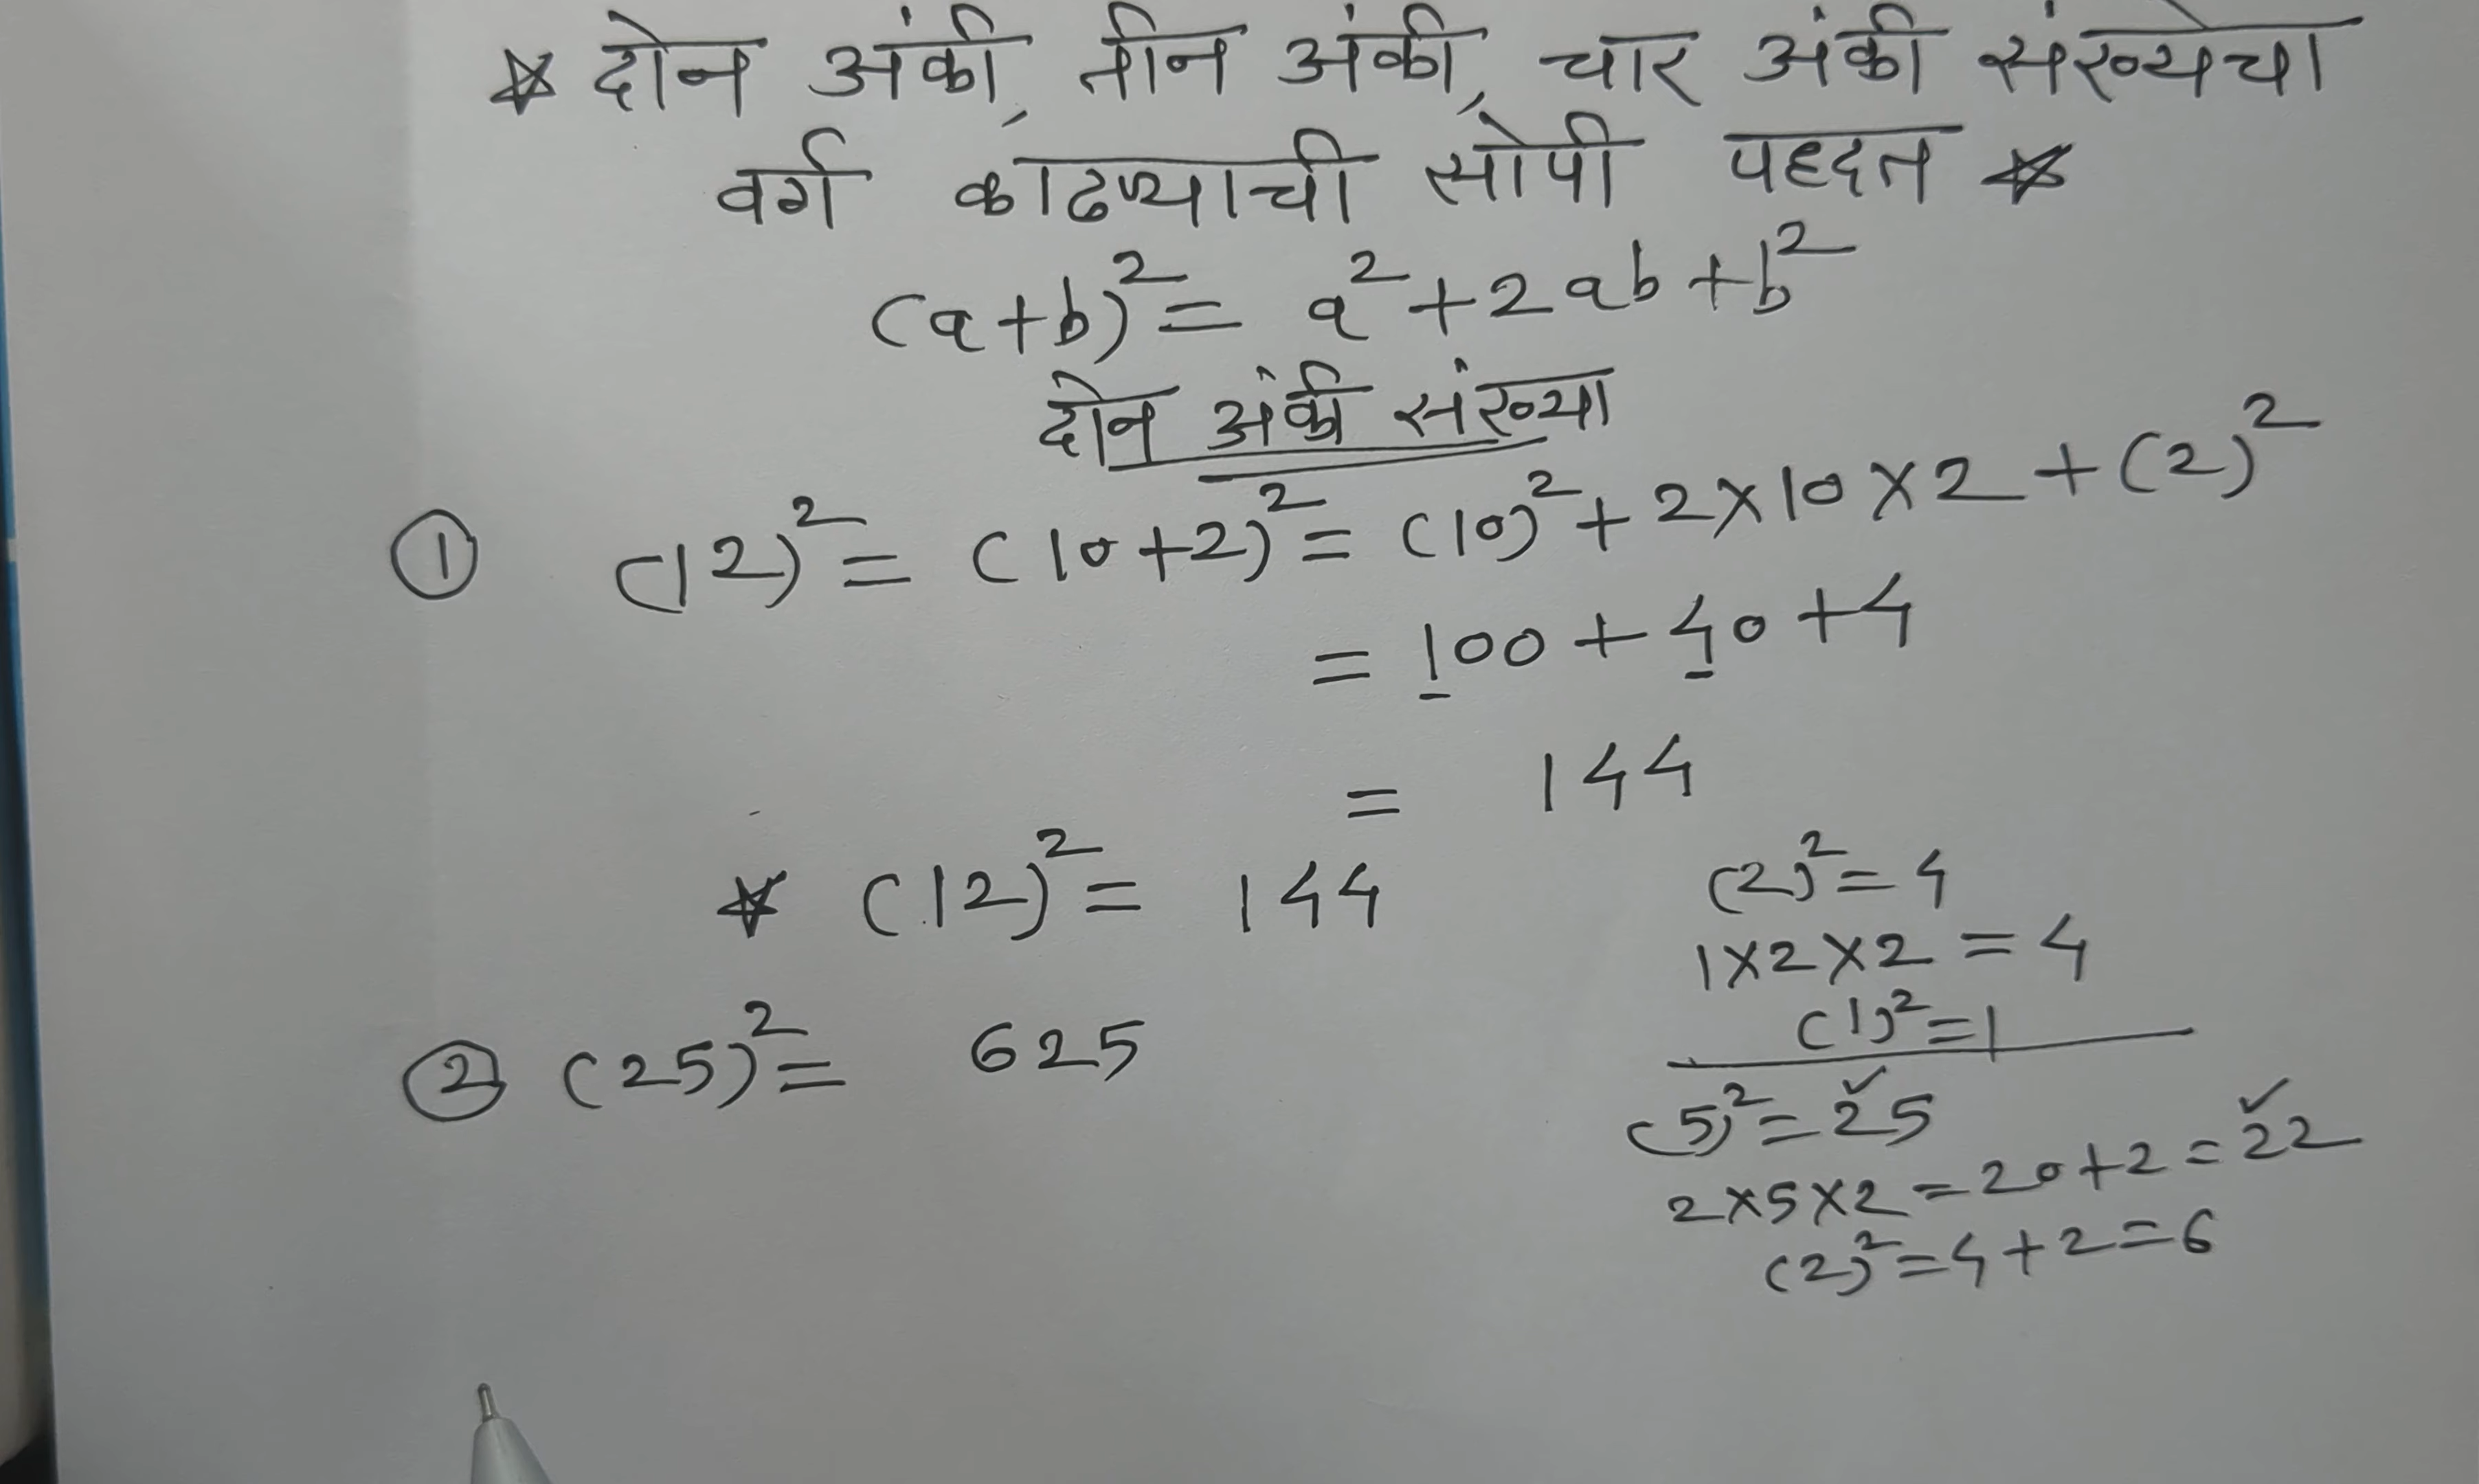 ☆ दोन अंकी, तीन अंकी, चार अंकी संख्येचा
वर्ग काढण्याची सोपी पद्दत ☆
(a+b)² = a² + 2ab + b²
दोन अंकी संख्या
① (12)² = (10+2)² = (10)² + 2×10×2 + (2)²
= 100 + 40 + 4
= 144
☆ (12)² = 144
(2)² = 4
1×2×2 = 4
(1)² = 1
② (25)² = 625
(5)² = 25
2×5×2 = 20+2 = 22
(2)² = 4+2 = 6